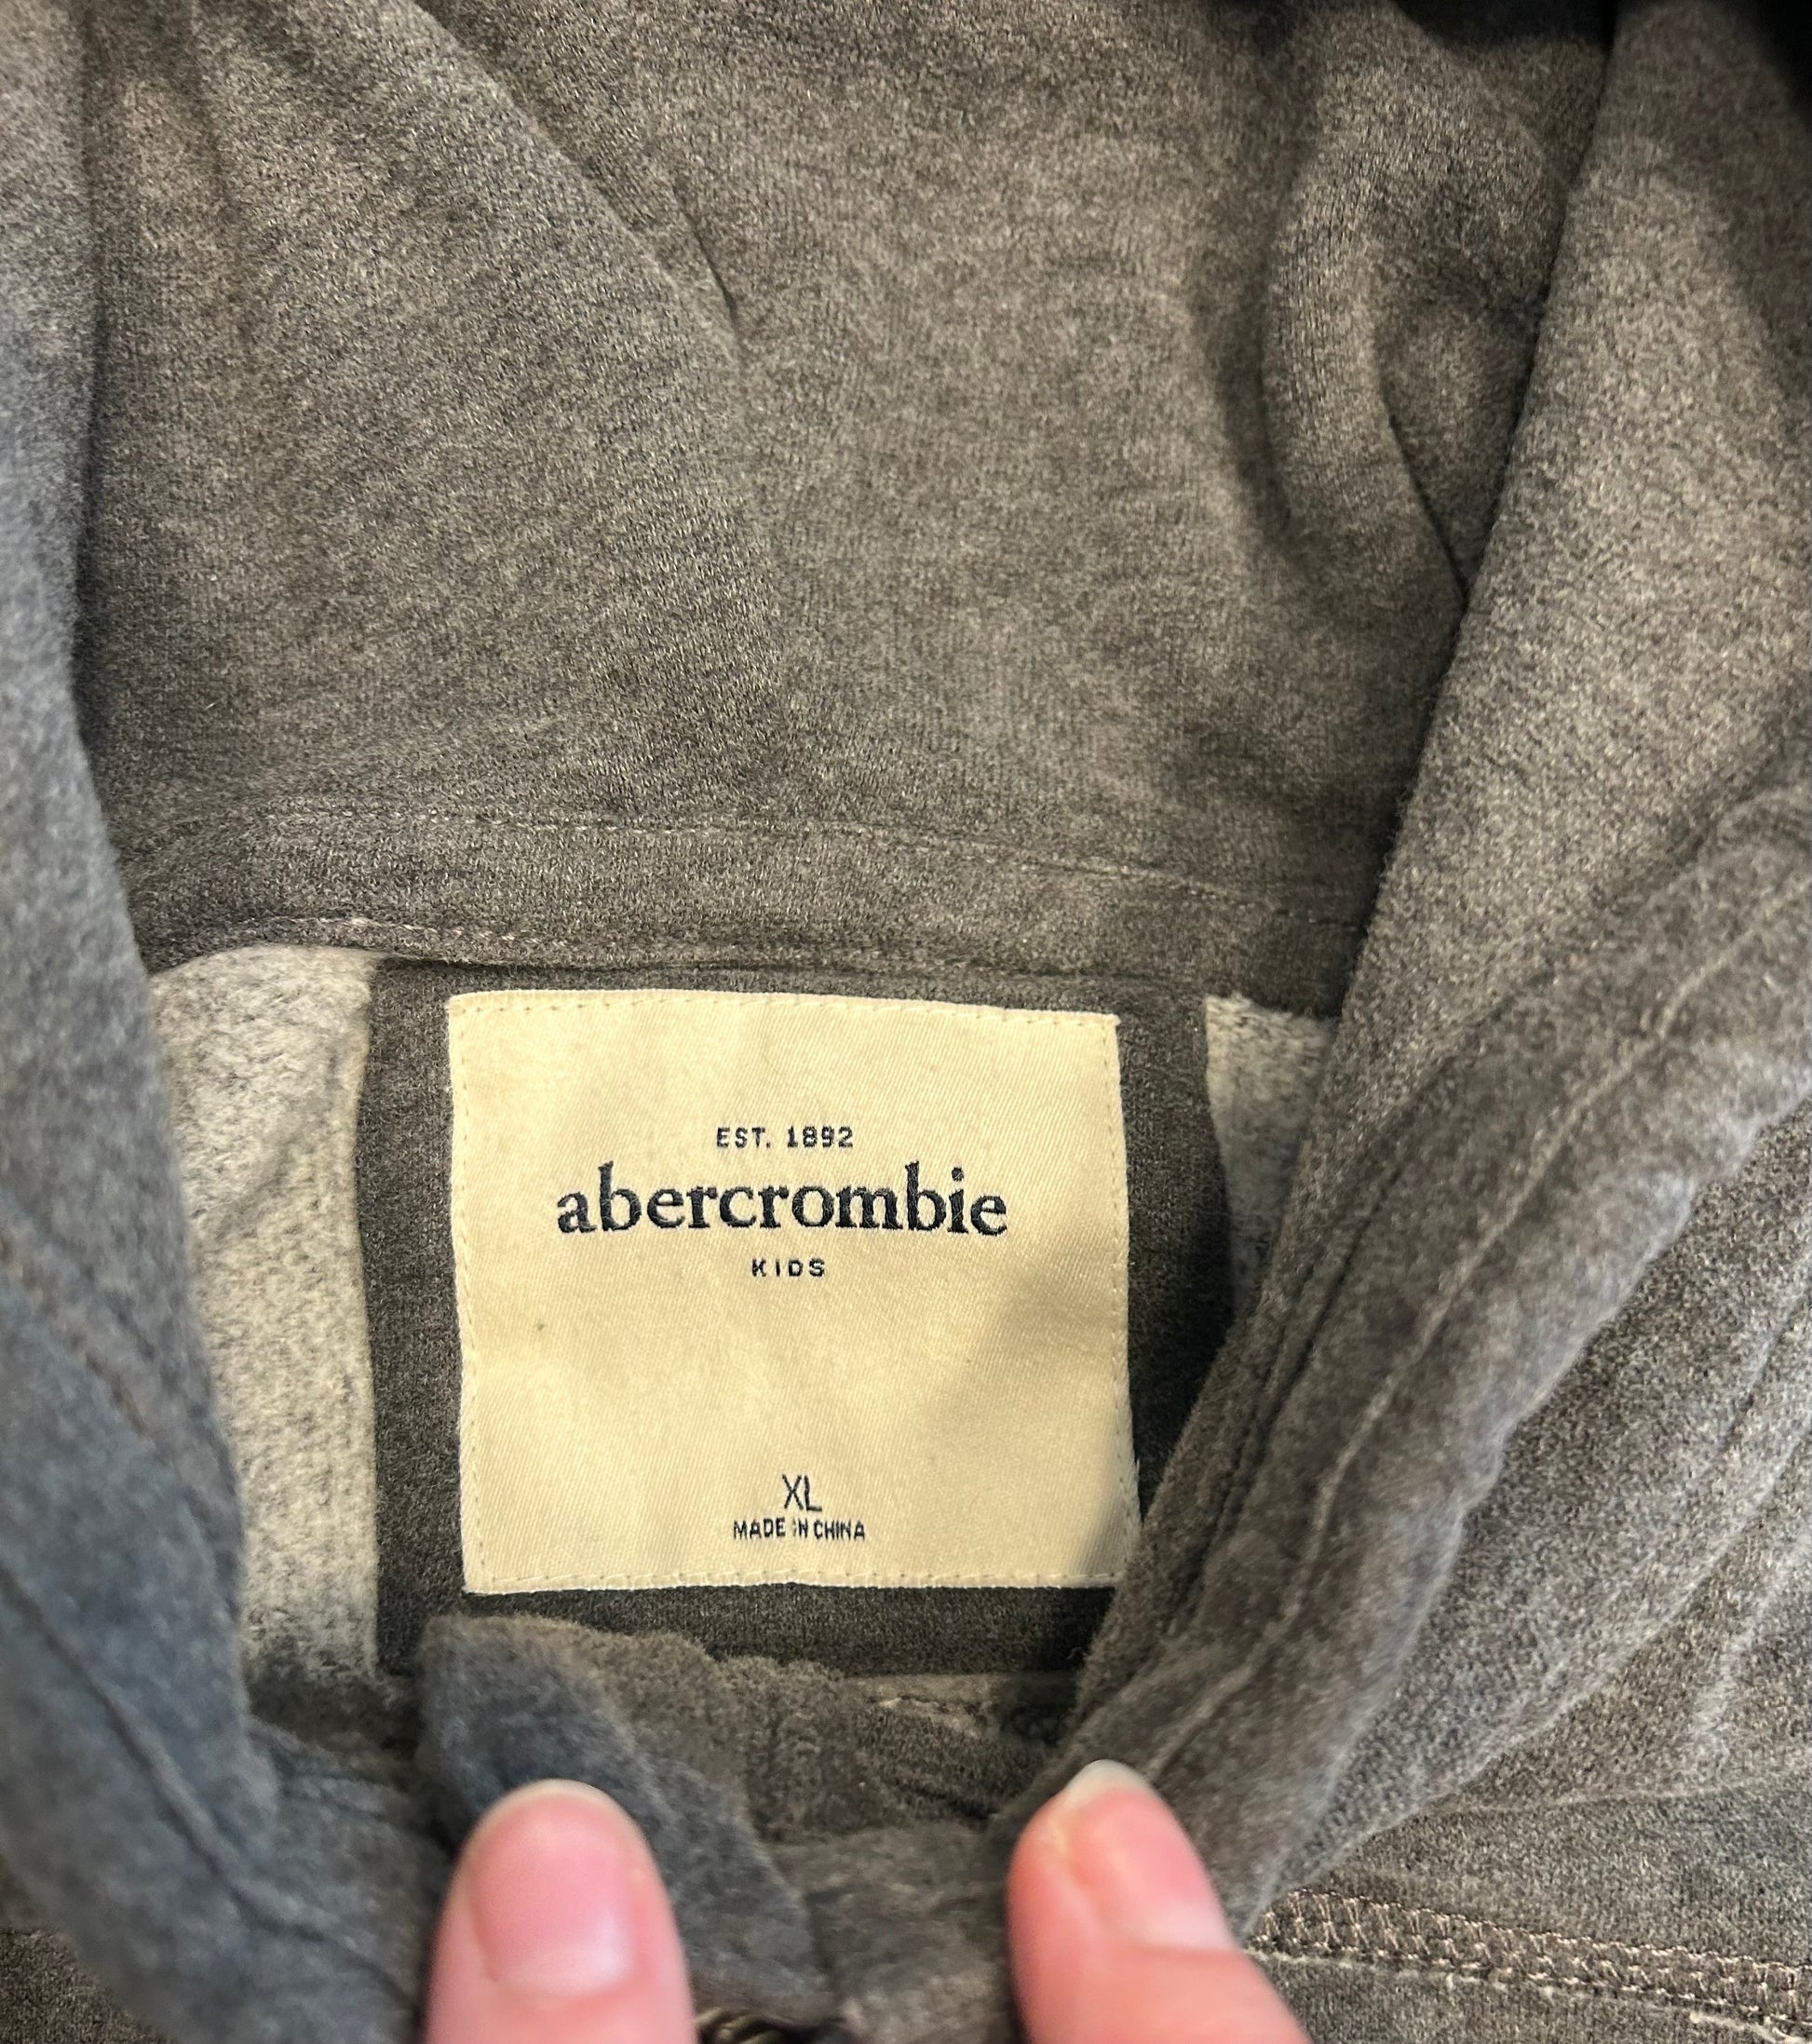 EST. 1892
abercrombie
KIDS
XL
MADE IN CHINA